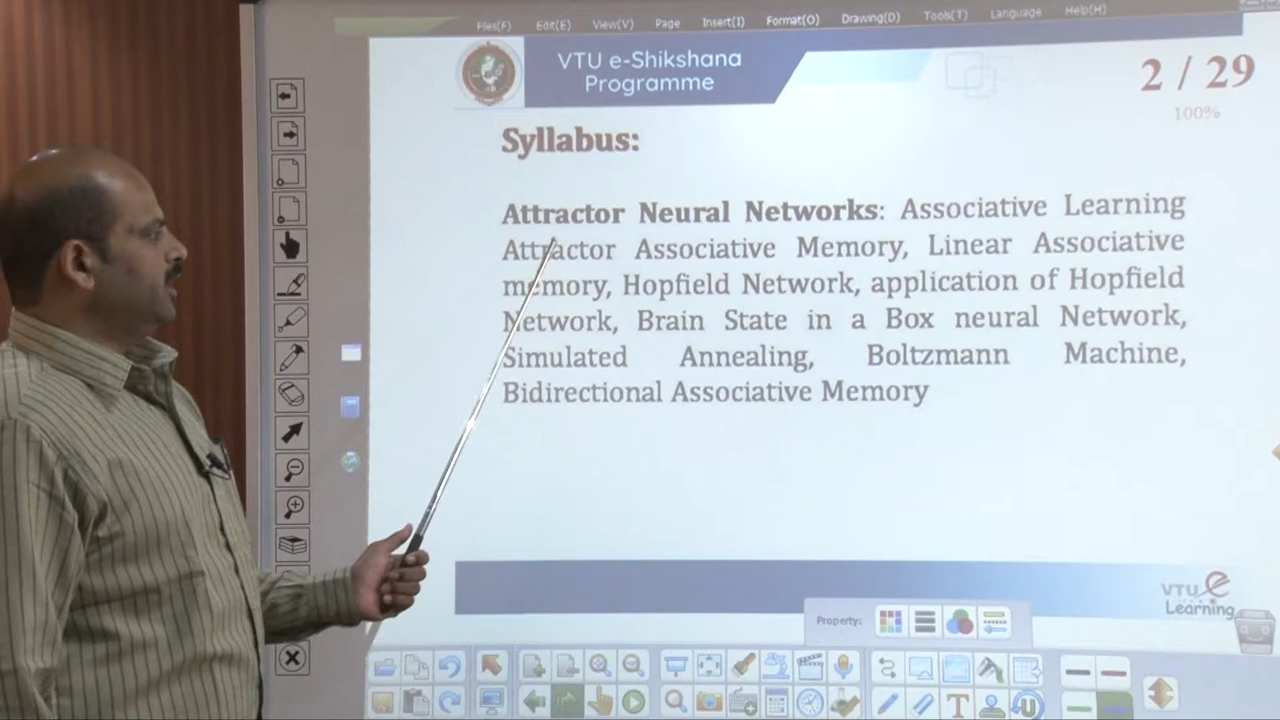 Files(F) Edit(E) View(V) Page Insert(I) Format(O) Drawing(D) Tools(T) Language Help(H)
VTU e-Shikshana
Programme
2 / 29
100%
Syllabus:
Attractor Neural Networks: Associative Learning
Attractor Associative Memory, Linear Associative
memory, Hopfield Network, application of Hopfield
Network, Brain State in a Box neural Network,
Simulated Annealing, Boltzmann Machine,
Bidirectional Associative Memory
VTU e
Learning
Property:
T